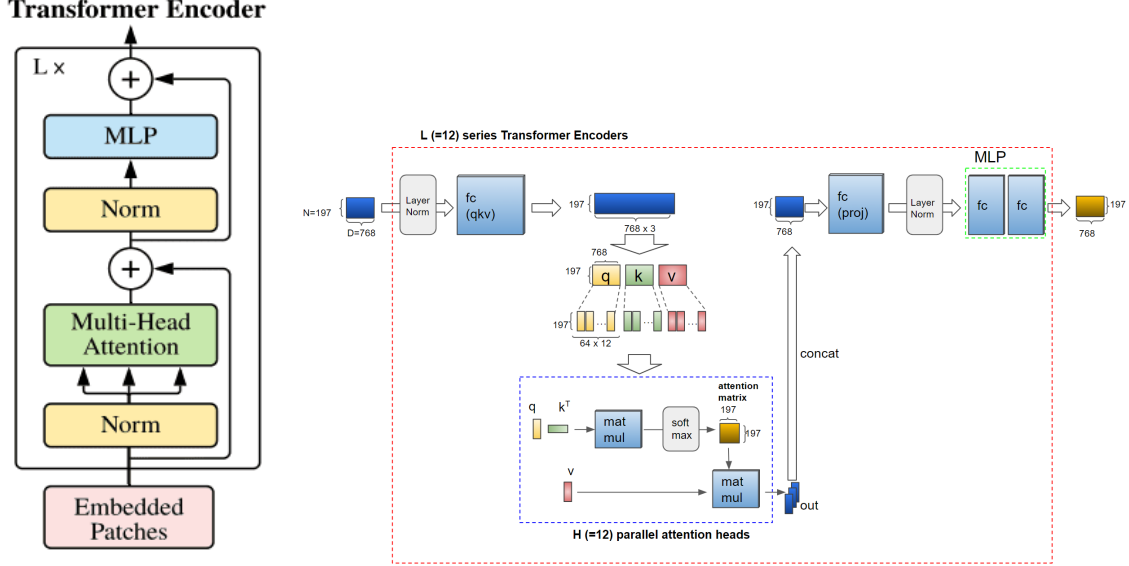 Transformer Encoder
L ×
+
MLP
Norm
+
Multi-Head
Attention
Norm
Embedded
Patches
L (=12) series Transformer Encoders
N=197
D=768
Layer
Norm
fc
(qkv)
197
768 x 3
768
197
q
k
v
197
...
...
...
64 x 12
q
k^T
mat
mul
soft
max
attention
matrix
197
197
v
mat
mul
out
H (=12) parallel attention heads
concat
197
768
fc
(proj)
Layer
Norm
MLP
fc
fc
197
768